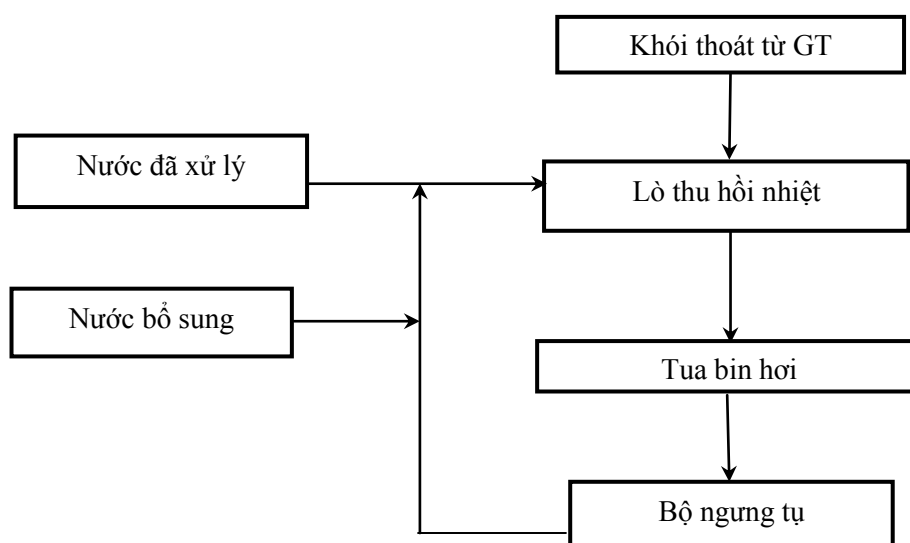 Khói thoát từ GT
Nước đã xử lý
Lò thu hồi nhiệt
Nước bổ sung
Tua bin hơi
Bộ ngưng tụ